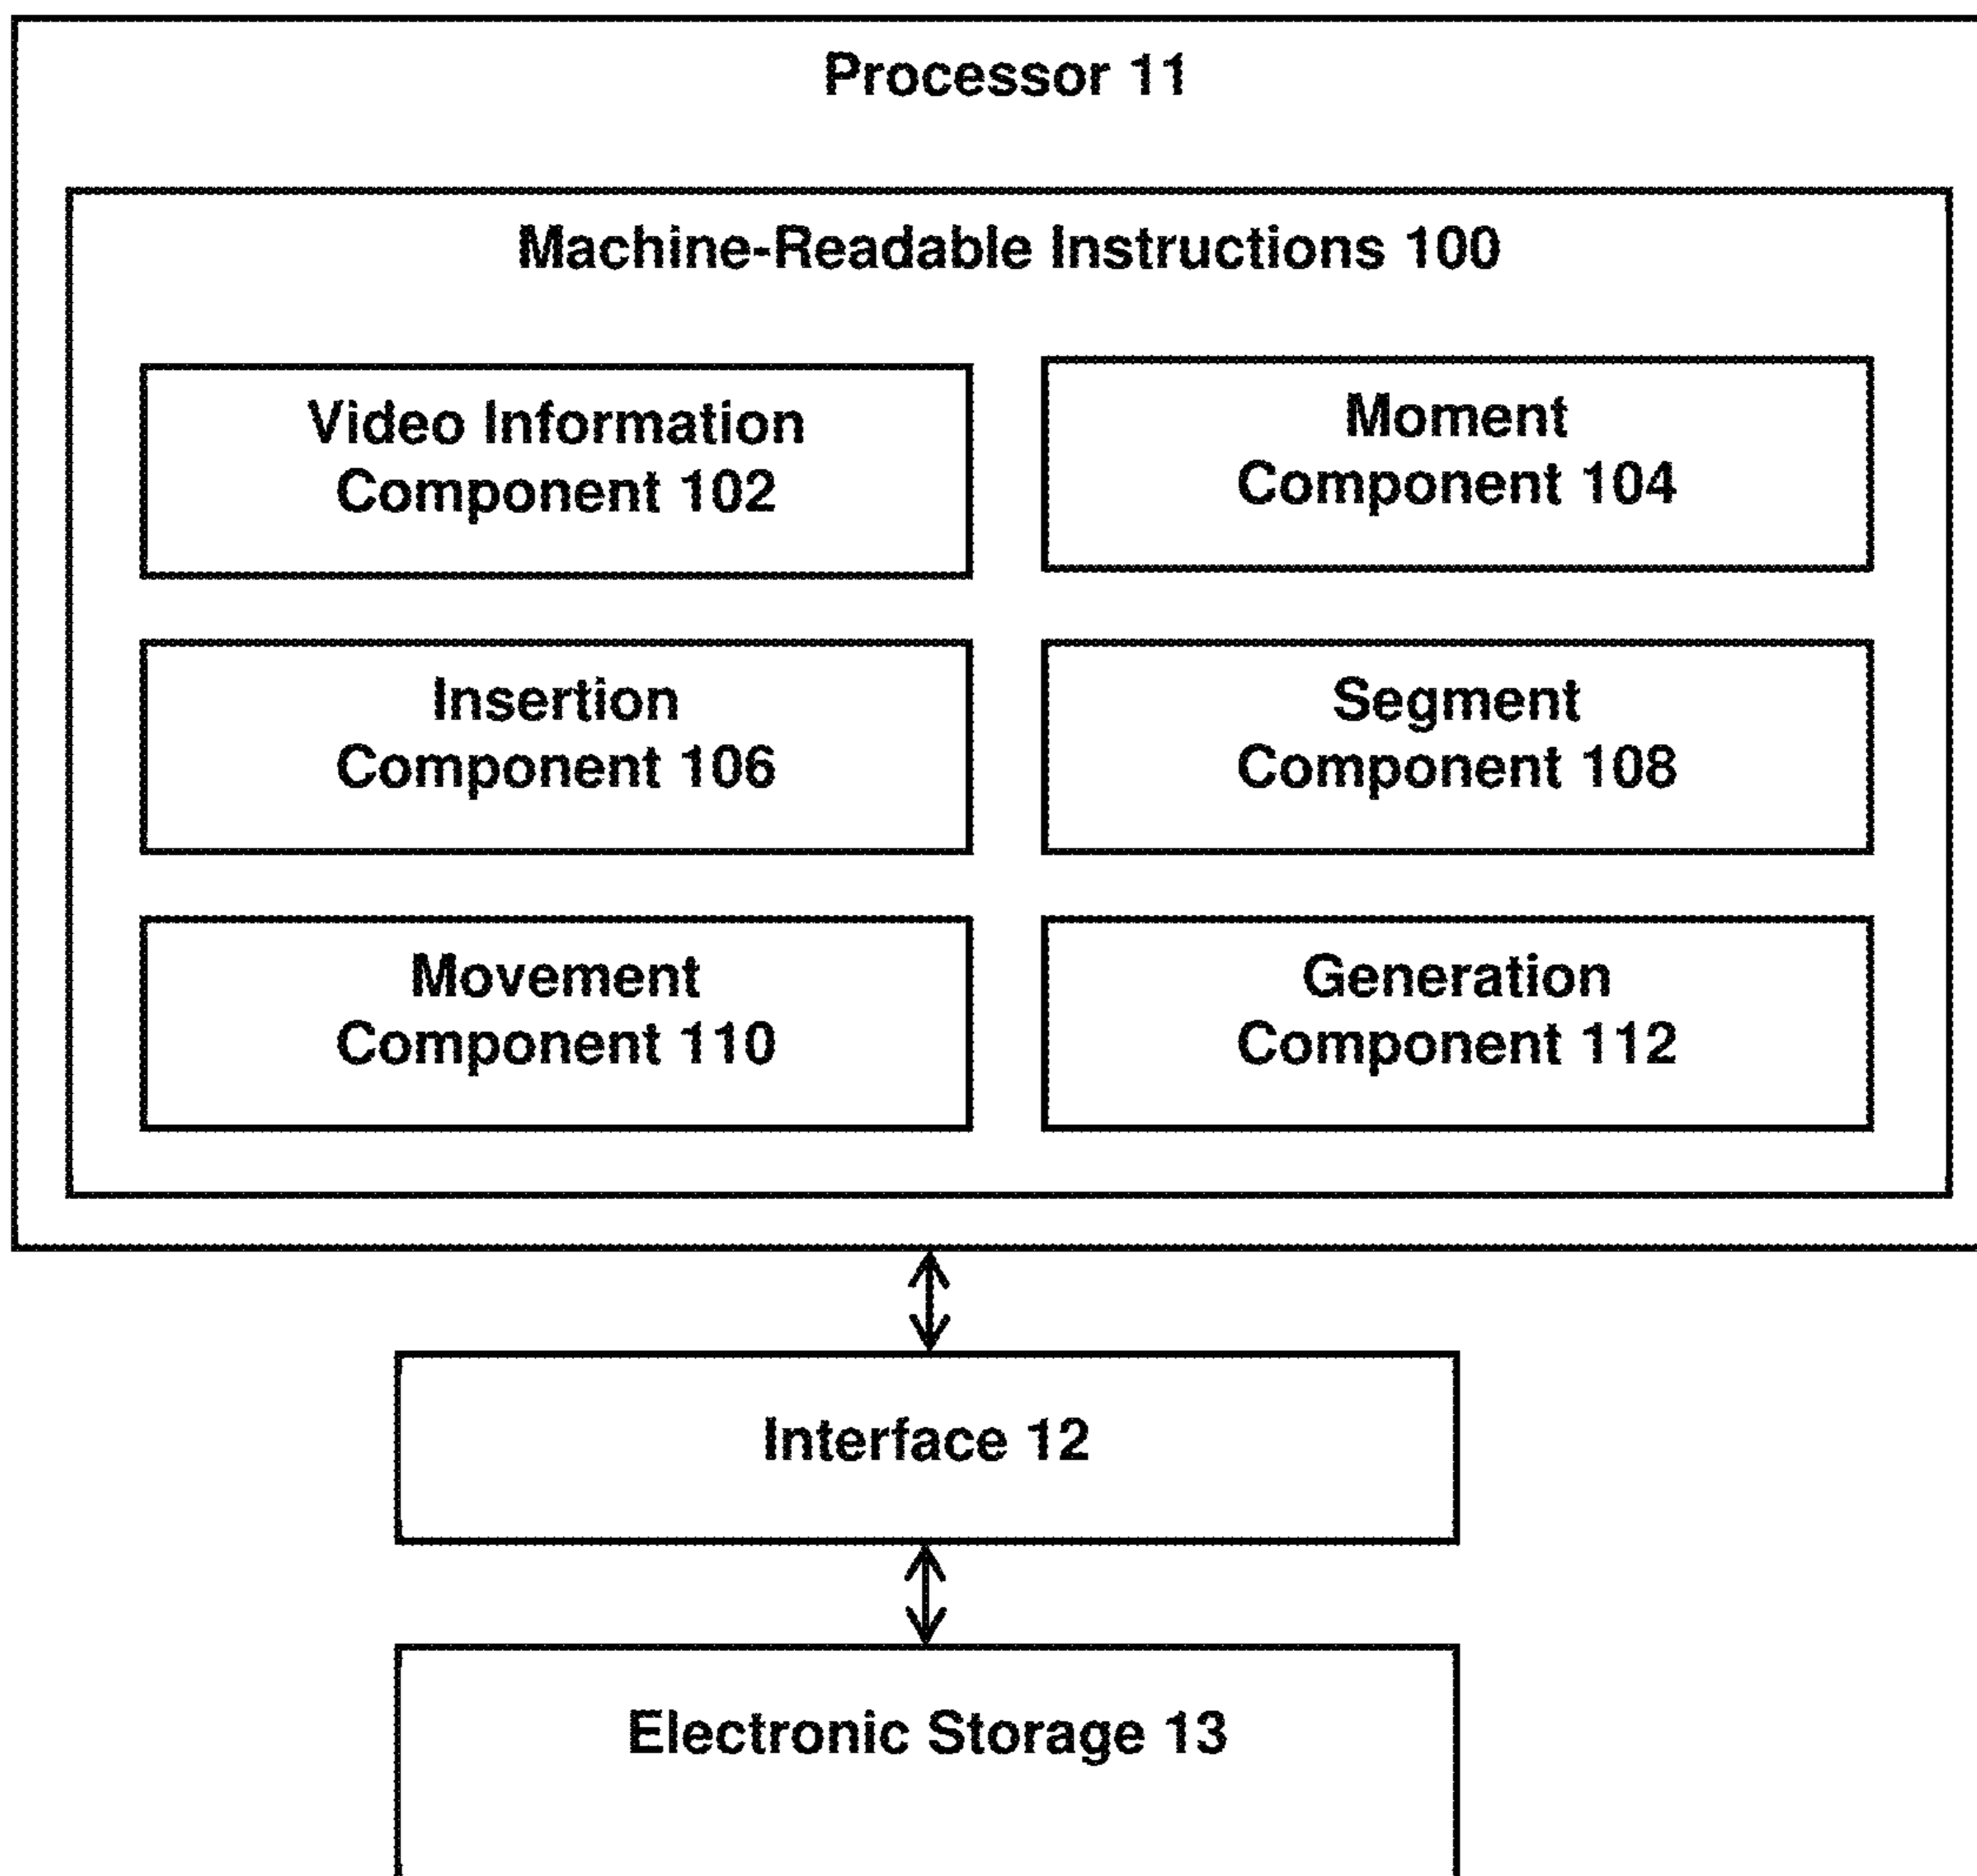 Processor 11
Machine-Readable Instructions 100
Video Information
Component 102
Moment
Component 104
Insertion
Component 106
Segment
Component 108
Movement
Component 110
Generation
Component 112
Interface 12
Electronic Storage 13